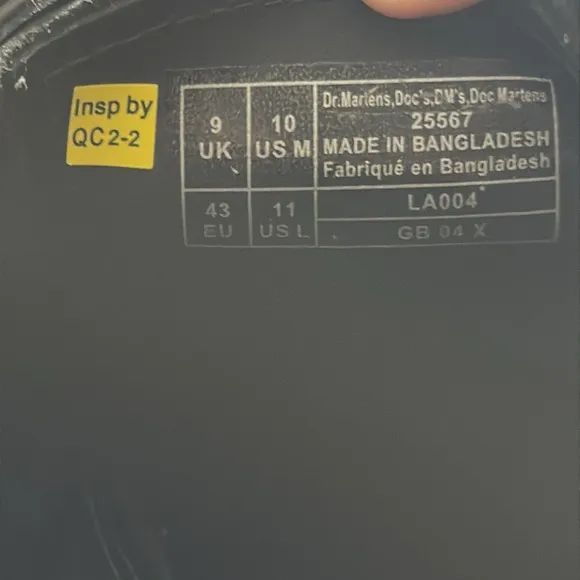 Insp by
QC2-2
9
UK
10
US M
43
EU
11
US L
Dr.Martens,Doc's,DM's,Doc Martens
25567
MADE IN BANGLADESH
Fabriqué en Bangladesh
LA004
GB 04 X